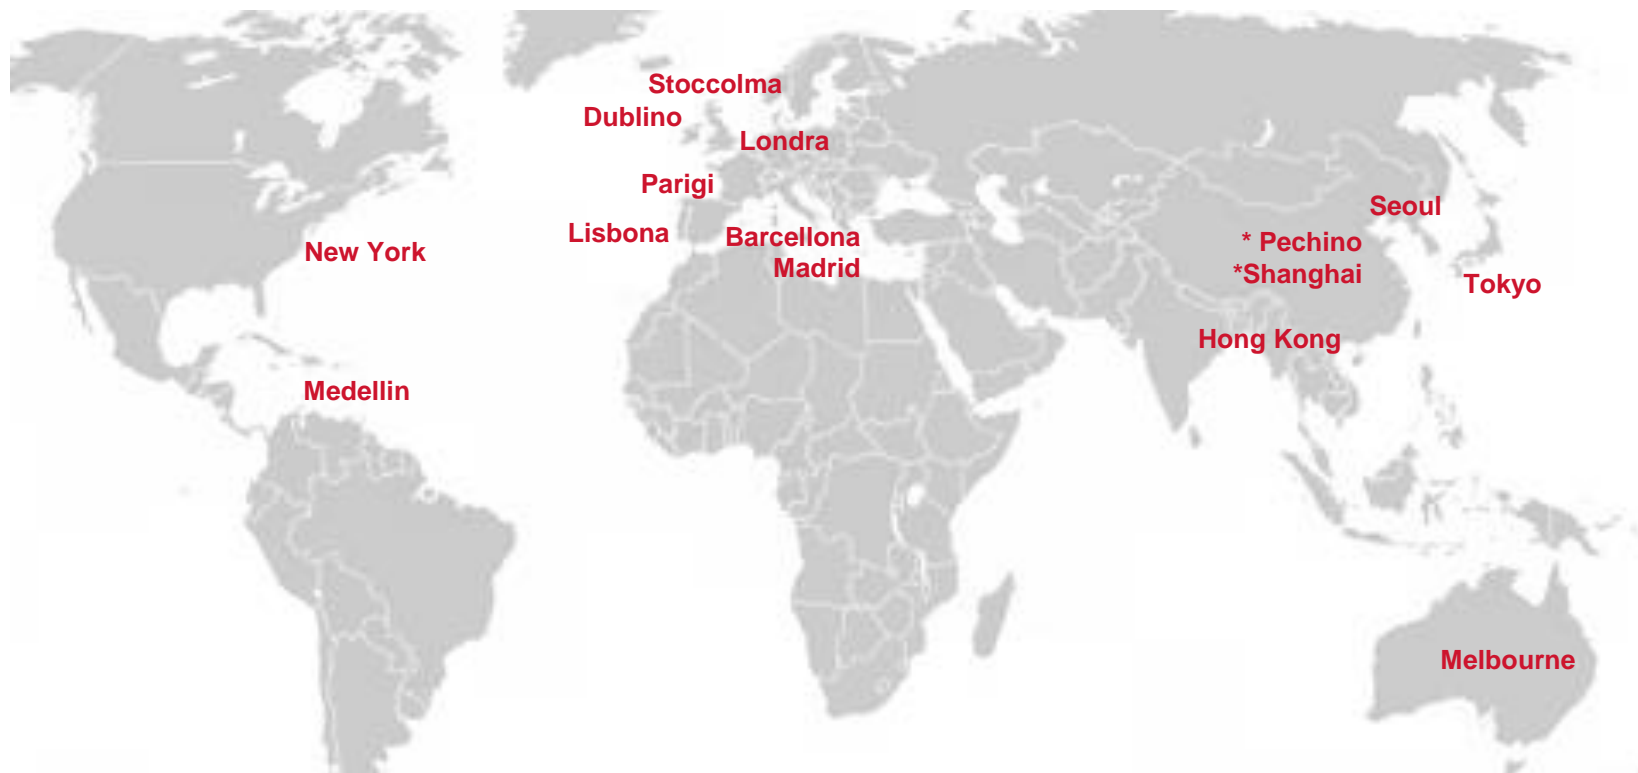 Stoccolma
Dublino
Londra
Parigi
Lisbona
Barcellona
Madrid
New York
Medellin
Seoul
* Pechino
*Shanghai
Tokyo
Hong Kong
Melbourne